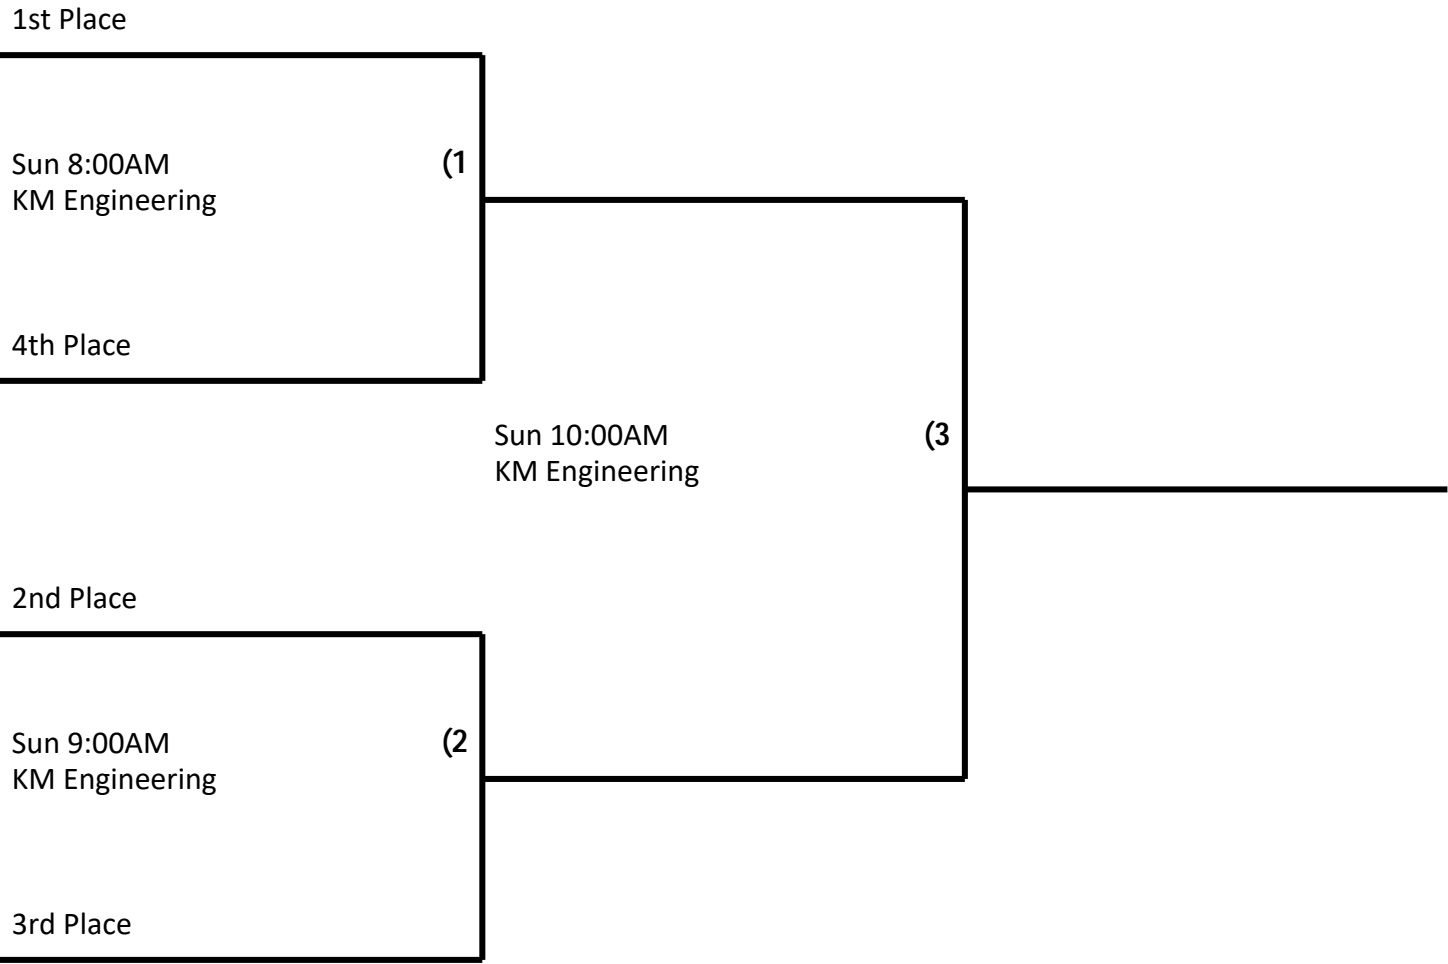 1st Place
Sun 8:00AM
KM Engineering
(1
4th Place
Sun 10:00AM
KM Engineering
(3
2nd Place
Sun 9:00AM
KM Engineering
(2
3rd Place